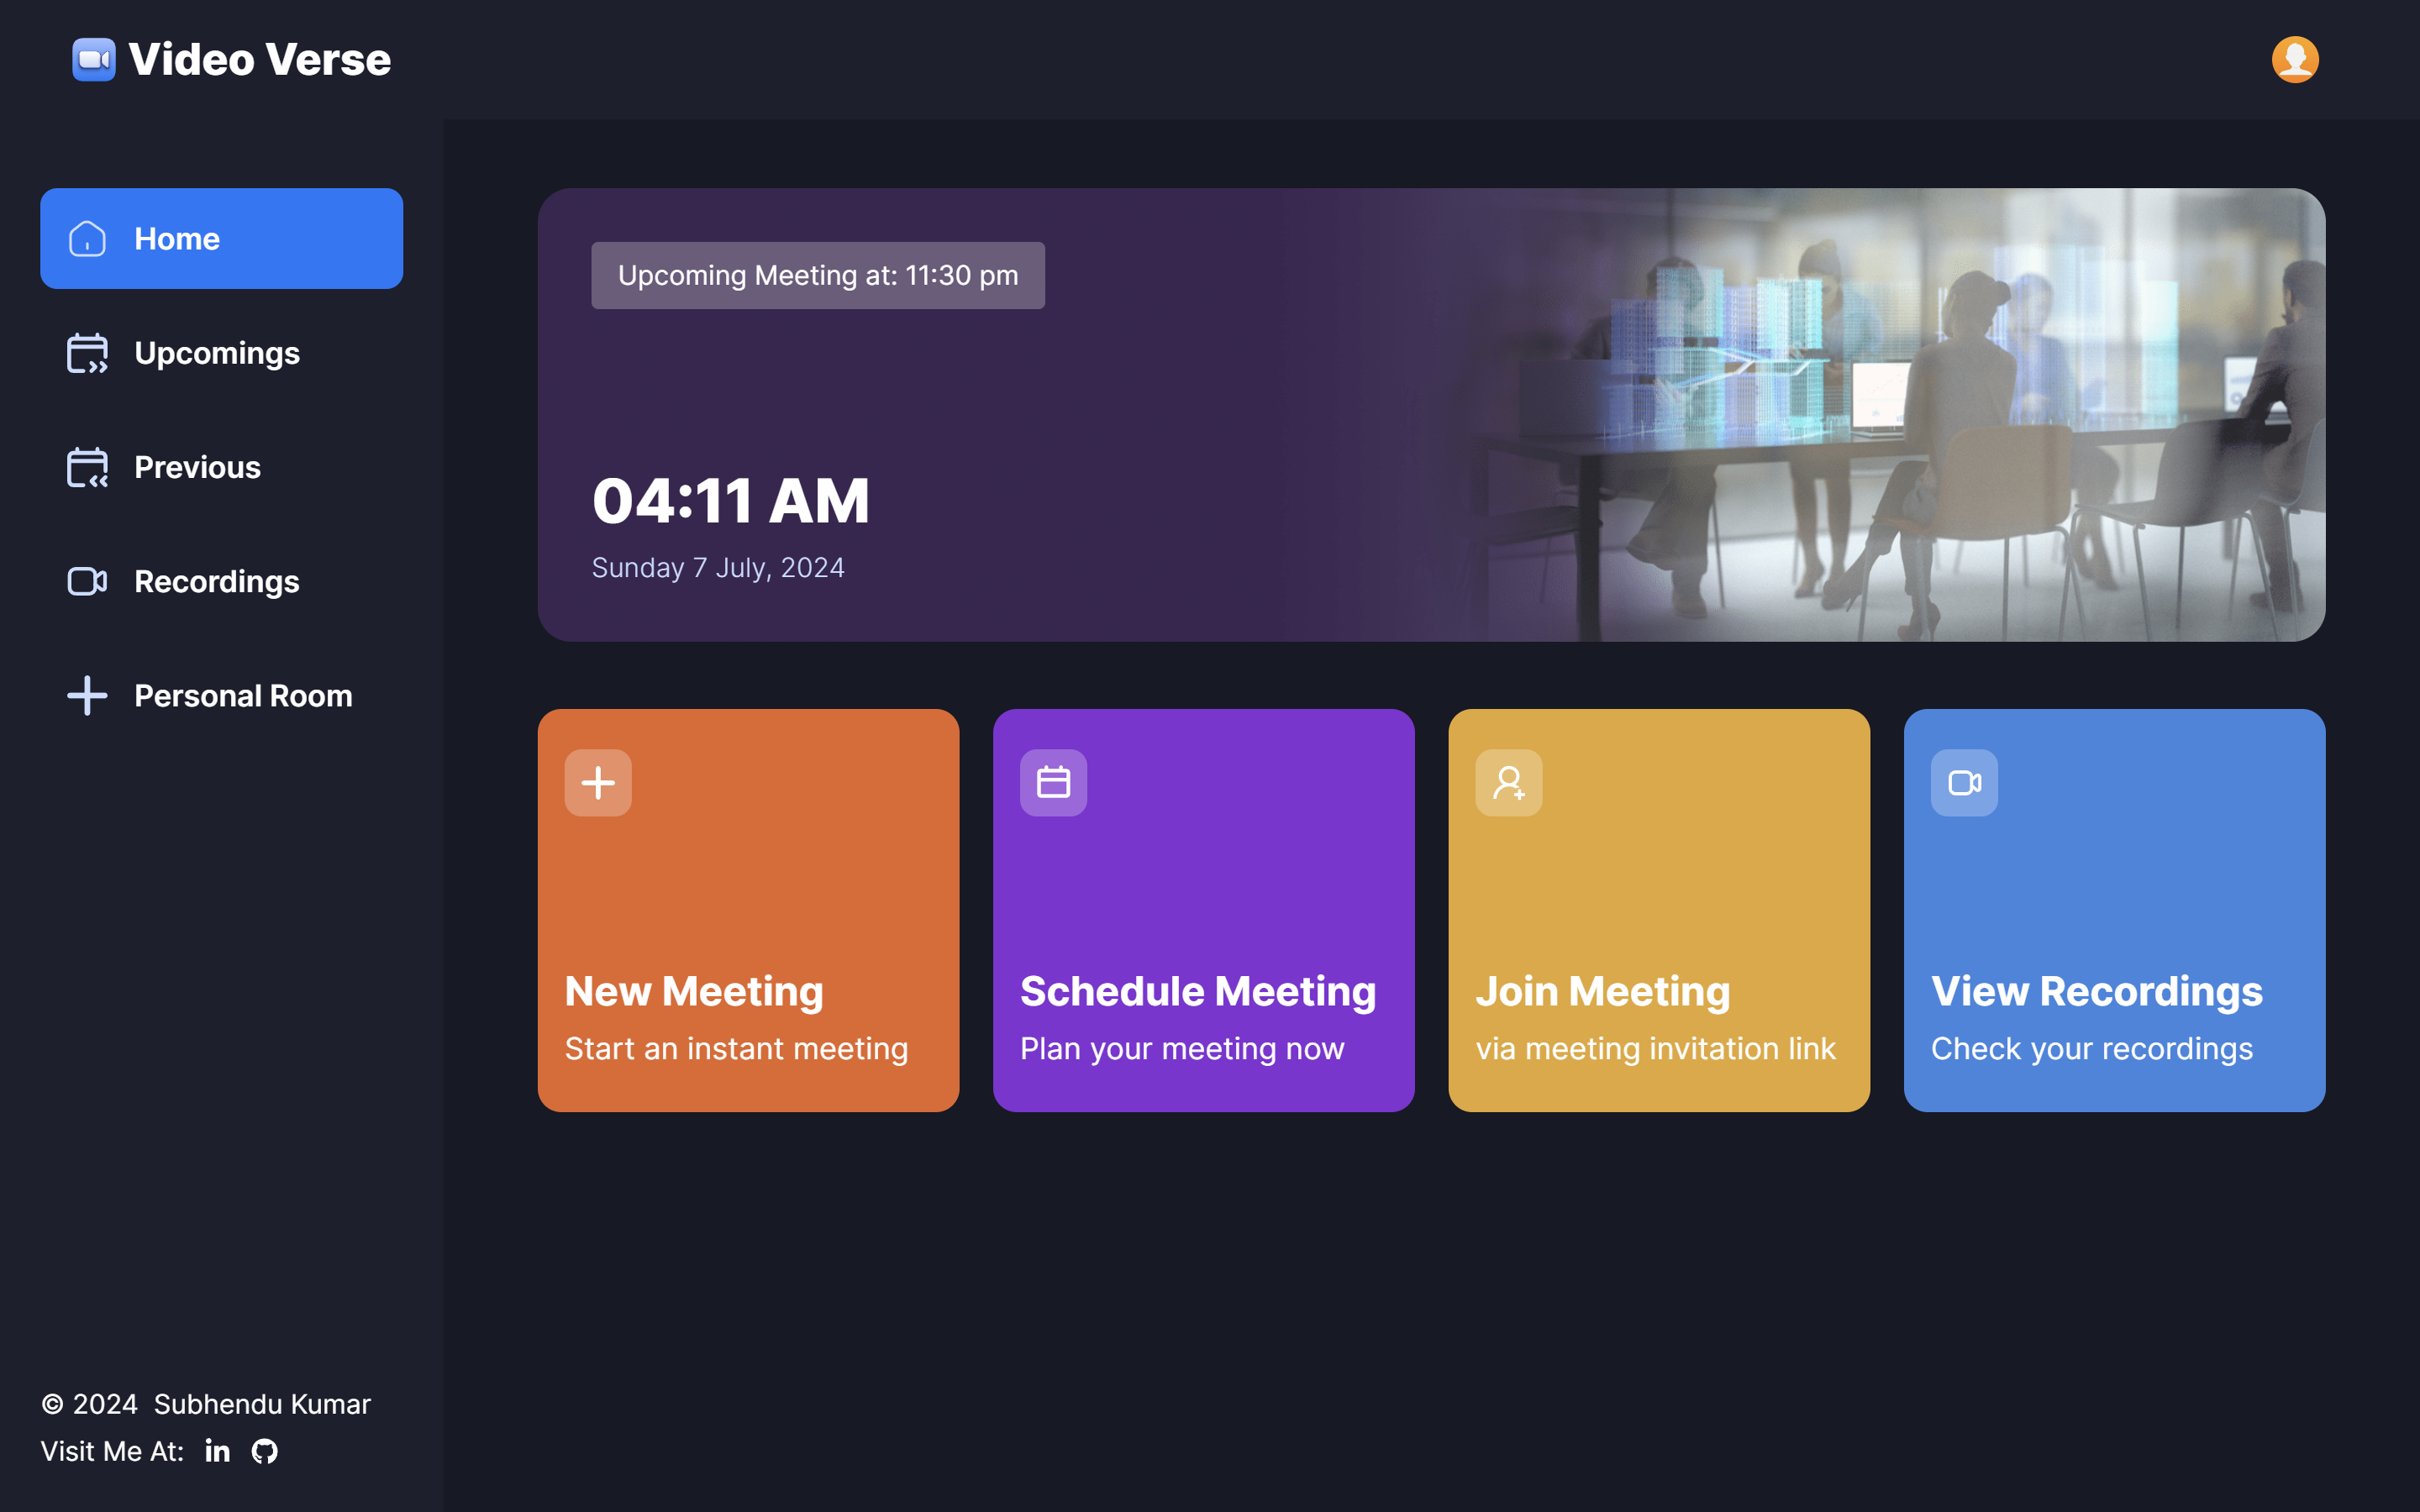 Video Verse
Home
Upcomings
Previous
Recordings
Personal Room
Upcoming Meeting at: 11:30 pm
04:11 AM
Sunday 7 July, 2024
New Meeting
Start an instant meeting
Schedule Meeting
Plan your meeting now
Join Meeting
via meeting invitation link
View Recordings
Check your recordings
© 2024 Subhendu Kumar
Visit Me At: in